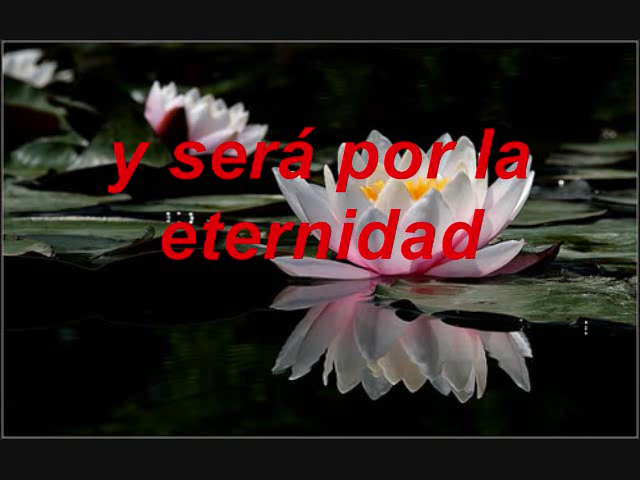 y será por la
eternidad